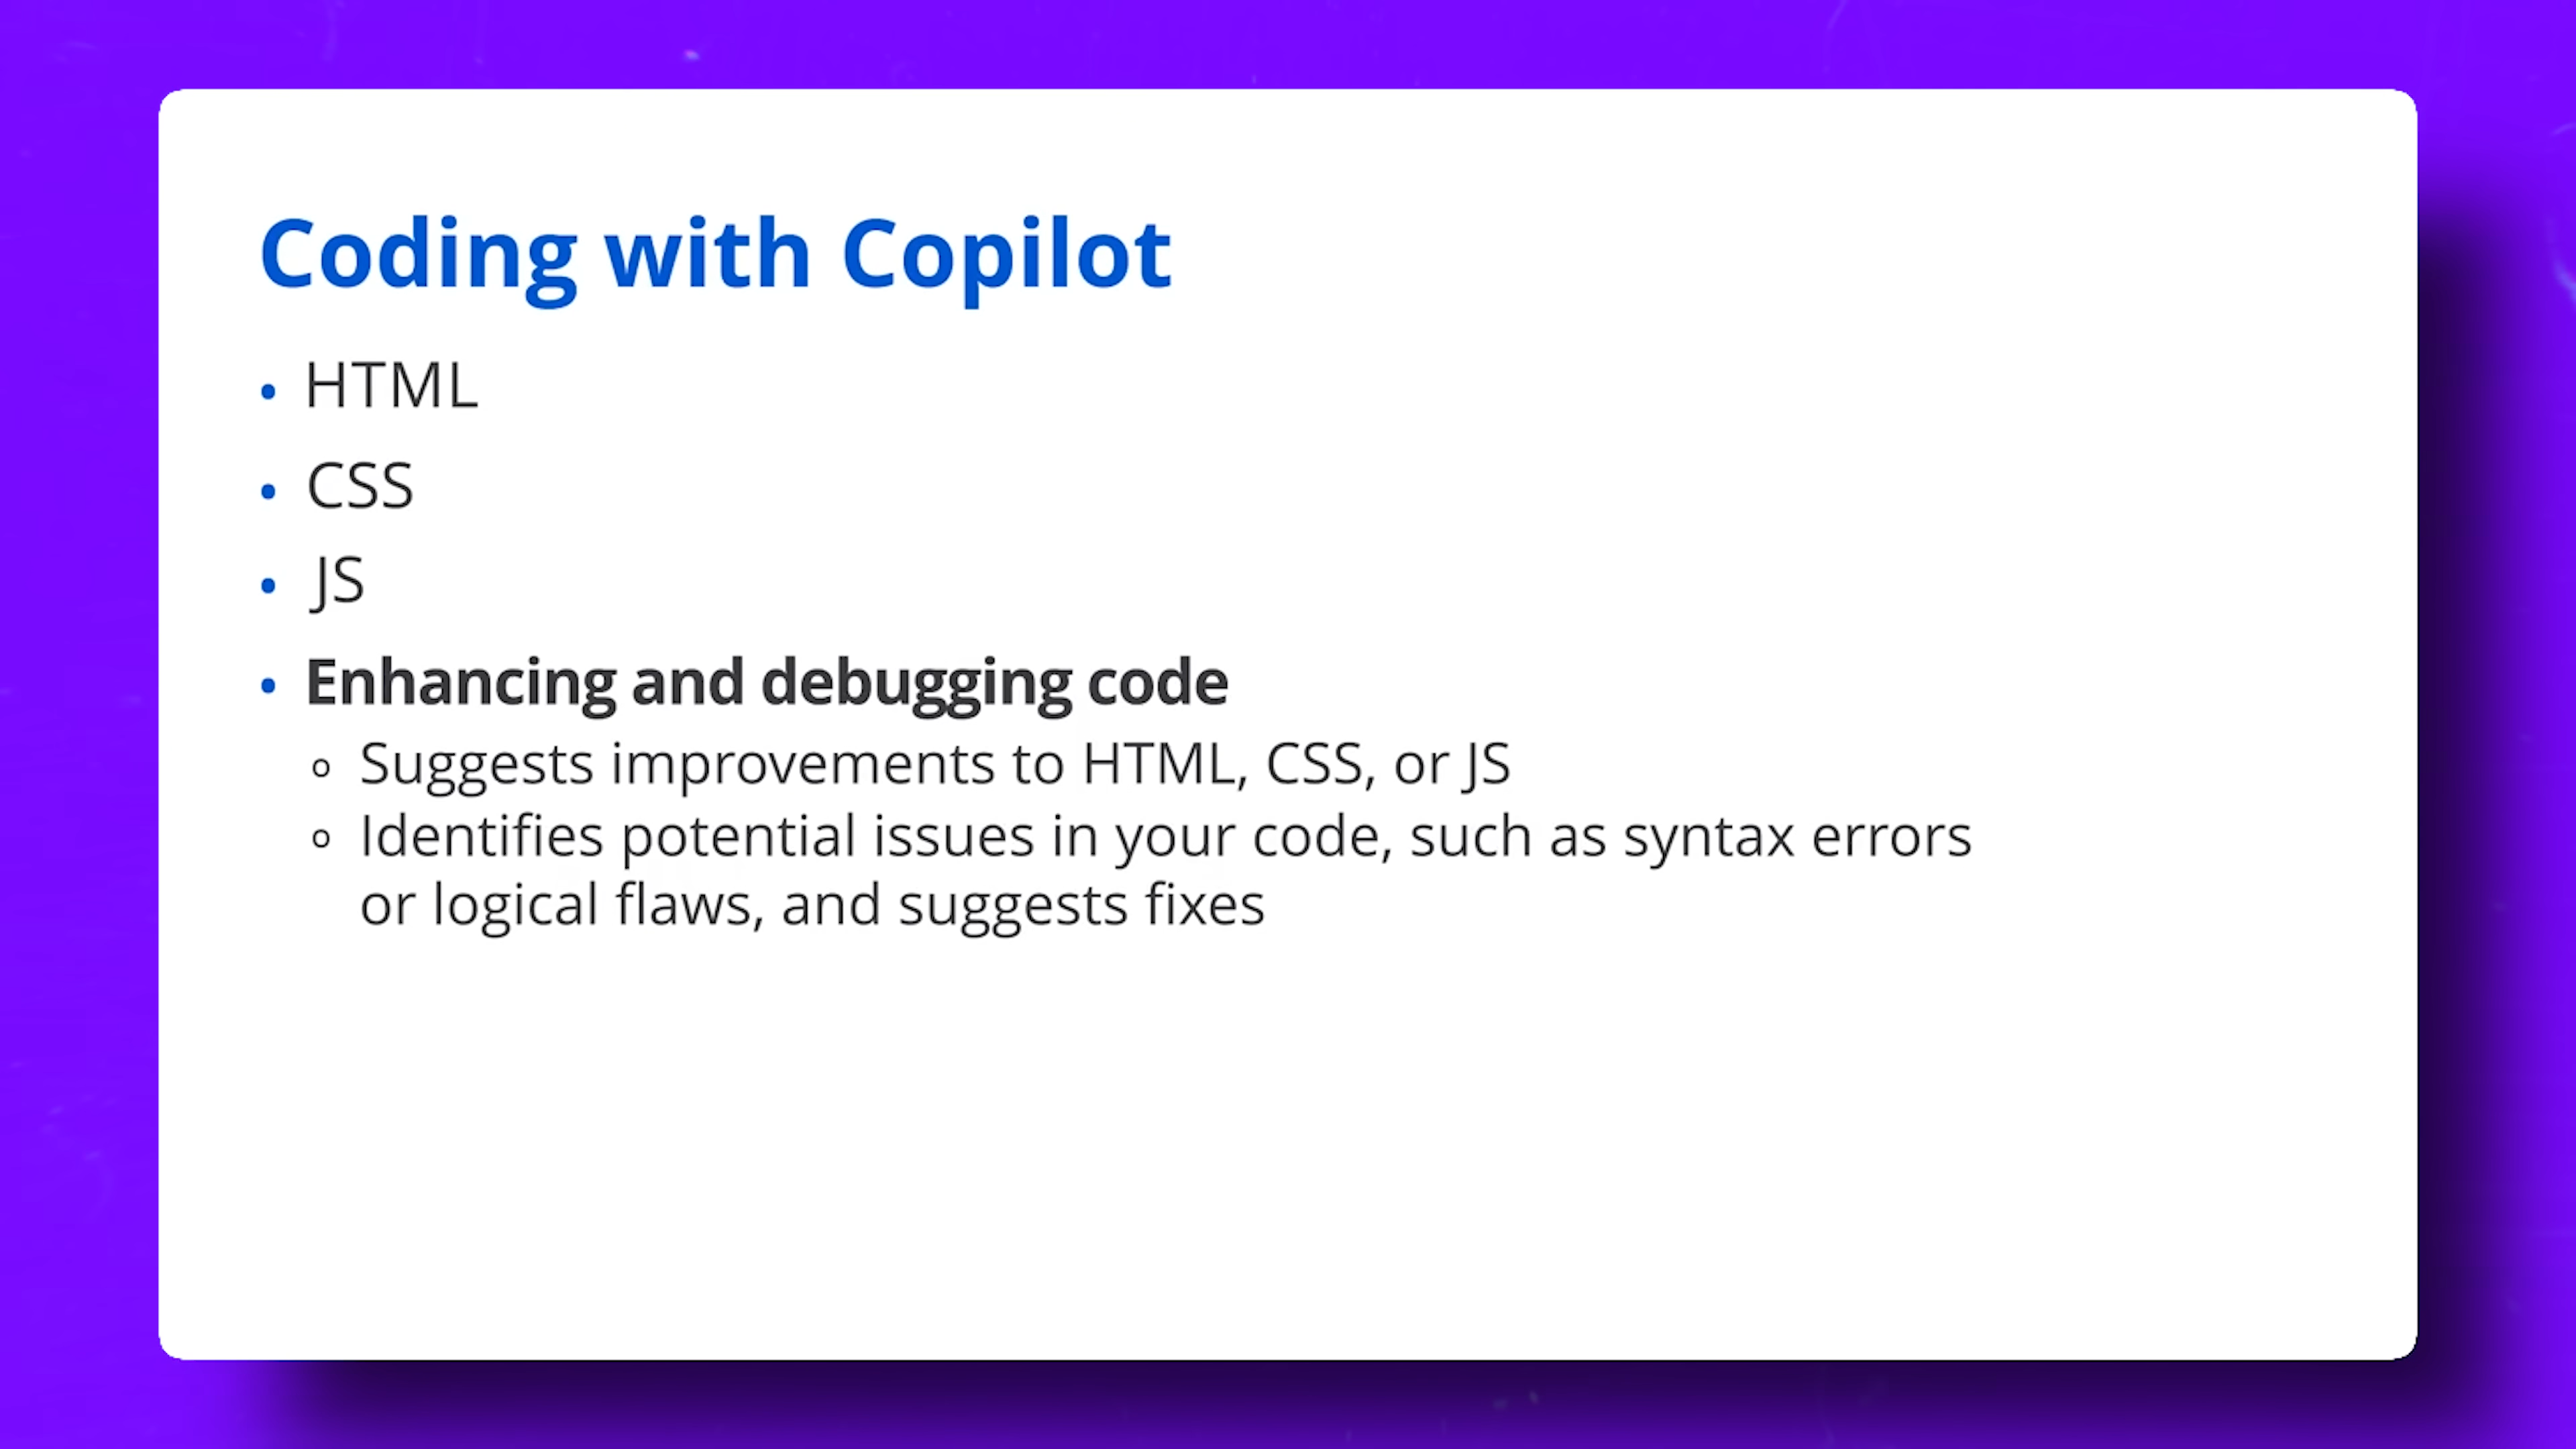 Coding with Copilot
• HTML
• CSS
• JS
• Enhancing and debugging code
o Suggests improvements to HTML, CSS, or JS
o Identifies potential issues in your code, such as syntax errors
or logical flaws, and suggests fixes